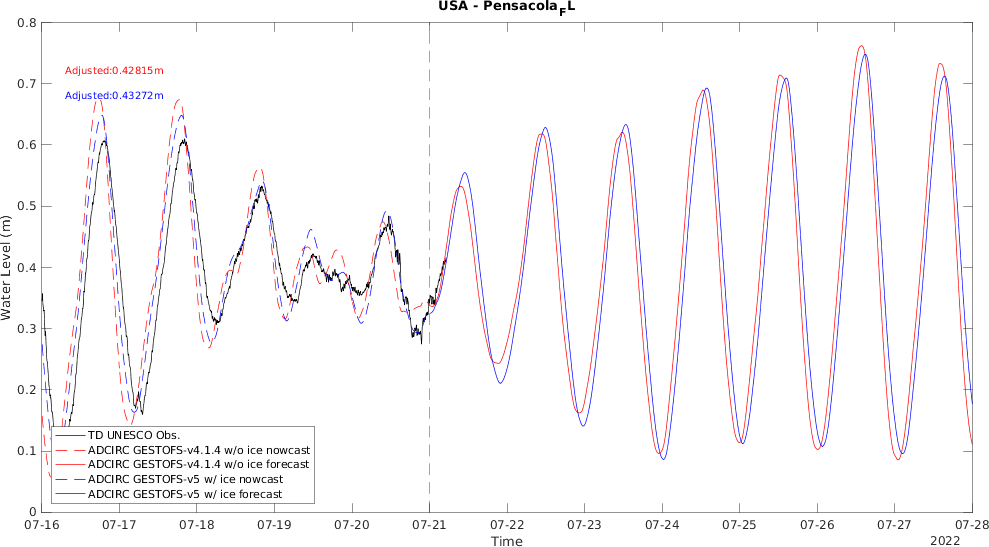 USA - Pensacola_FL
0.8
Adjusted:0.42815m
0.7
Adjusted:0.43272m
0.6
0.5
Water Level (m)
0.4
0.3
0.2
0.1
0
TD UNESCO Obs.
ADCIRC GESTOFS-v4.1.4 w/o ice nowcast
ADCIRC GESTOFS-v4.1.4 w/o ice forecast
ADCIRC GESTOFS-v5 w/ ice nowcast
ADCIRC GESTOFS-v5 w/ ice forecast
07-16 07-17 07-18 07-19 07-20 07-21 07-22 07-23 07-24 07-25 07-26 07-27 07-28
Time
2022